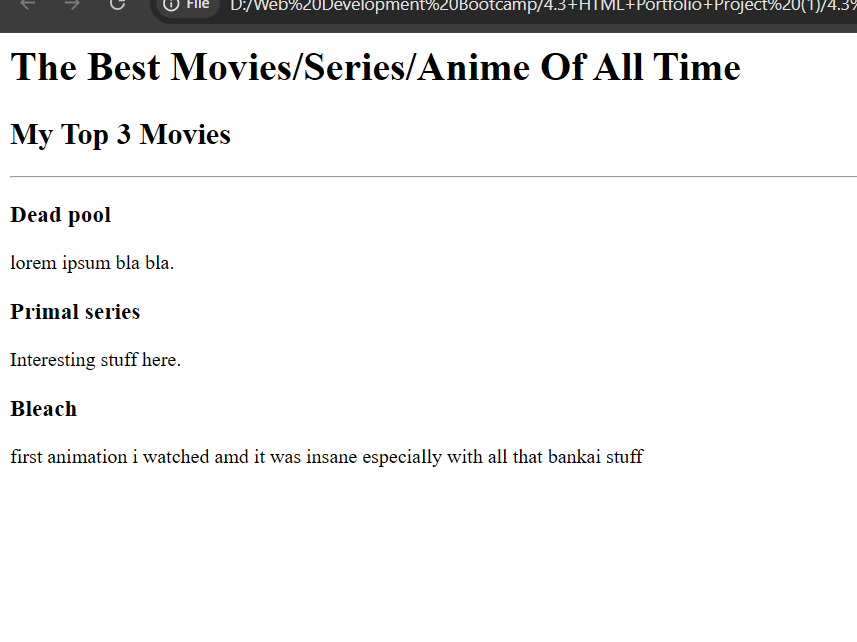 File D:/Web%20Development%20Bootcamp/4.3+HTML+Portfolio+Project%20(1)/4.3%
The Best Movies/Series/Anime Of All Time
My Top 3 Movies
Dead pool
lorem ipsum bla bla.
Primal series
Interesting stuff here.
Bleach
first animation i watched amd it was insane especially with all that bankai stuff